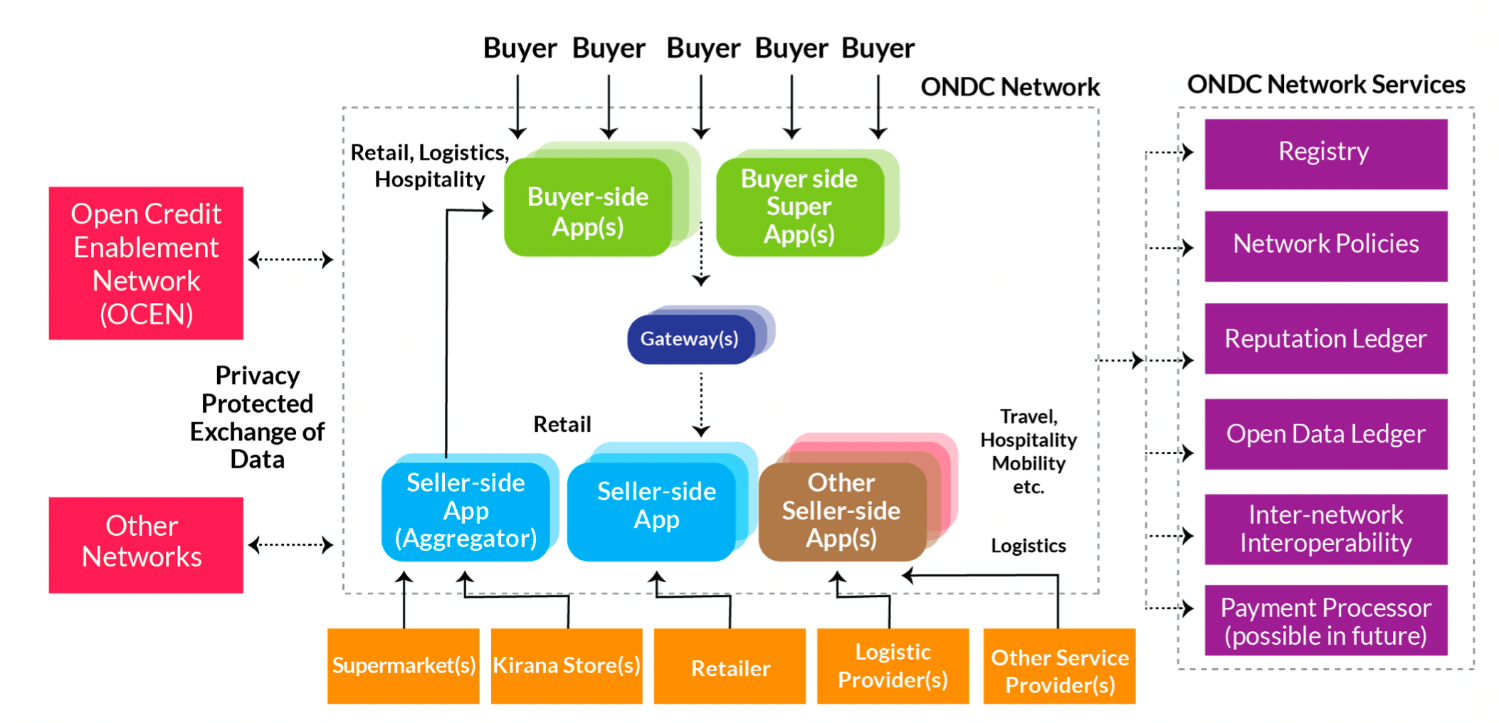 Buyer Buyer Buyer Buyer Buyer
ONDC Network
ONDC Network Services
Retail, Logistics,
Hospitality
Buyer-side
App(s)
Buyer side
Super
App(s)
Open Credit
Enablement
Network
(OCEN)
Gateway(s)
Privacy
Protected
Exchange of
Data
Retail
Travel,
Hospitality
Mobility
etc.
Seller-side
App
(Aggregator)
Seller-side
App
Other
Seller-side
App(s)
Logistics
Other
Networks
Supermarket(s)
Kirana Store(s)
Retailer
Logistic
Provider(s)
Other Service
Provider(s)
Registry
Network Policies
Reputation Ledger
Open Data Ledger
Inter-network
Interoperability
Payment Processor
(possible in future)